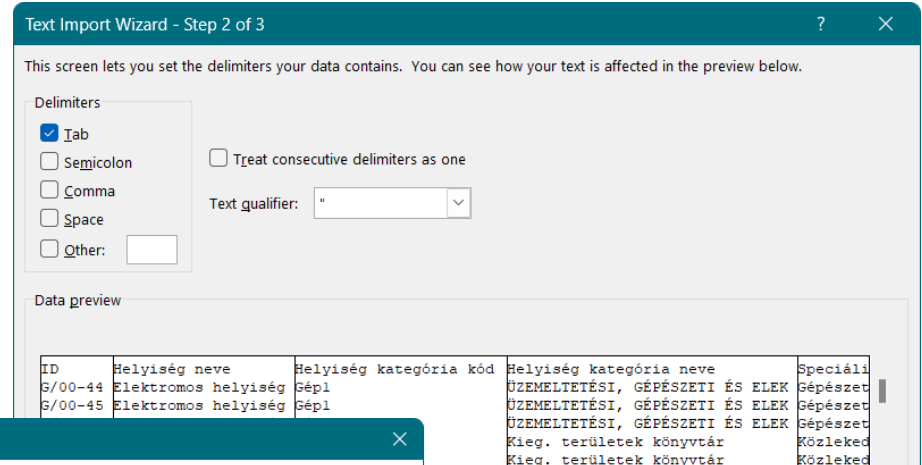 Text Import Wizard - Step 2 of 3 ?
This screen lets you set the delimiters your data contains. You can see how your text is affected in the preview below.
Delimiters
Tab
Semicolon
Comma
Space
Other:
Treat consecutive delimiters as one
Text qualifier: "
Data preview
ID Helyiség neve Helyiség kategória kód Helyiség kategória neve Speciáli
G/00-44 Elektromos helyiség Gép1 ÜZEMELTETÉSI, GÉPÉSZETI ÉS ELEK Gépészet
G/00-45 Elektromos helyiség Gép1 ÜZEMELTETÉSI, GÉPÉSZETI ÉS ELEK Gépészet
ÜZEMELTETÉSI, GÉPÉSZETI ÉS ELEK Gépészet
Kieg. területek könyvtár Közleked
Kieg. területek könyvtár Közleked